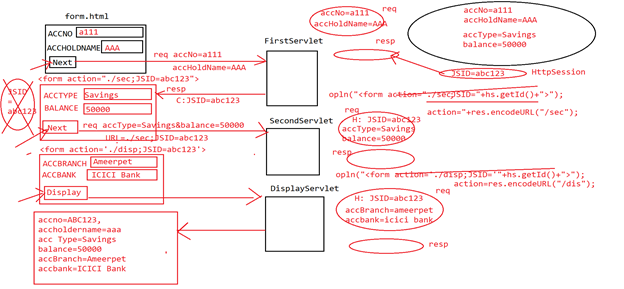 form.html
ACCNO a111
ACCHOLDNAME AAA
Next
req accNo=a111
accHoldName=AAA
FirstServlet
accNo=a111
accHoldName=AAA
req
resp
accNo=a111
accHoldName=AAA
accType=Savings
balance=50000
JSID=abc123 HttpSession
<form action="./sec;JSID=abc123">
JSID
=
abc123
ACCTYPE Savings
BALANCE 50000
Next
resp
C:JSID=abc123
req accType=Savings&balance=50000
URL=./sec;JSID=abc123
SecondServlet
opln("<form action="./sec;JSID="+hs.getId()+">");
action="+res.encodeURL("/sec");
req
H: JSID=abc123
accType=Savings
balance=50000
resp
<form action='./disp;JSID=abc123'>
ACCBRANCH Ameerpet
ACCBANK ICICI Bank
Display
DisplayServlet
opln("<form action='./disp;JSID='"+hs.getId()+">");
action=res.encodeURL("/dis");
req
H: JSID=abc123
accBranch=ameerpet
accbank=icici bank
resp
accno=ABC123,
accholdername=aaa
acc Type=Savings
balance=50000
accBranch=Ameerpet
accbank=ICICI Bank